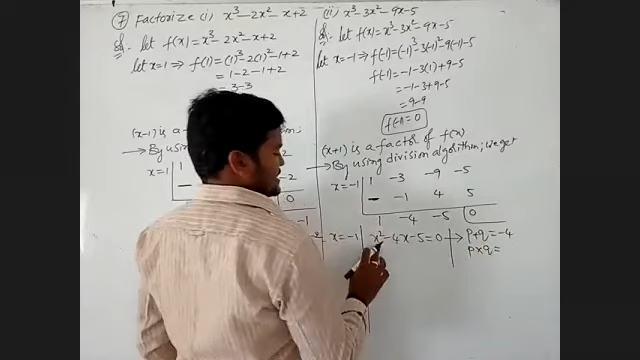 ⑦ Factorize (i) x³-2x²-x+2
Sol:- let f(x)=x³-2x²-x+2
let x=1 ⇒ f(1)=(1)³-2(1)²-1+2
=1-2-1+2
=3-3
(x-1) is a
→By us
x=1 | 1 -2
0
-1
-2
(ii) x³-3x²-9x-5
Sol:- let f(x)=x³-3x²-9x-5
let x=-1 ⇒ f(-1)=(-1)³-3(-1)²-9(-1)-5
f(-1)=-1-3(1)+9-5
=-1-3+9-5
=9-9
f(-1)=0
(x+1) is a factor of f(x)
→By using division algorithm; we get
x=-1 | 1 -3 -9 -5
- -1 4 5
1 -4 -5 | 0
x=-1 | x²-4x-5=0 → p+q=-4
p×q=